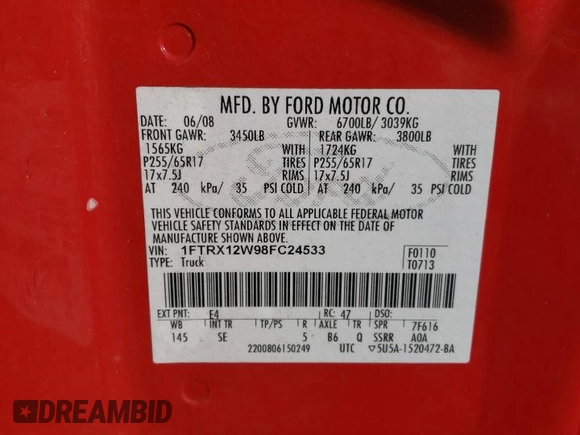 MFD. BY FORD MOTOR CO.
DATE: 06/08 GVWR: 6700LB/ 3039KG
FRONT GAWR: 3450LB REAR GAWR: 3800LB
1565KG WITH 1724KG WITH
P255/65R17 TIRES P255/65R17 TIRES
17x7.5J RIMS 17x7.5J RIMS
AT 240 kPa/ 35 PSI COLD AT 240 kPa/ 35 PSI COLD
THIS VEHICLE CONFORMS TO ALL APPLICABLE FEDERAL MOTOR
VEHICLE SAFETY STANDARDS IN EFFECT ON THE DATE OF
MANUFACTURE SHOWN ABOVE.
VIN: 1FTRX12W98FC24533 F0110
TYPE: Truck T0713
EXT PNT: E4 RC: 47 DSO:
WB INT TR TP/PS R AXLE TR SPR 7F616
145 SE 5 B6 Q SSRR A0A
2200806150249 UTC ▽5U5A-1520472-BA
DREAMBID